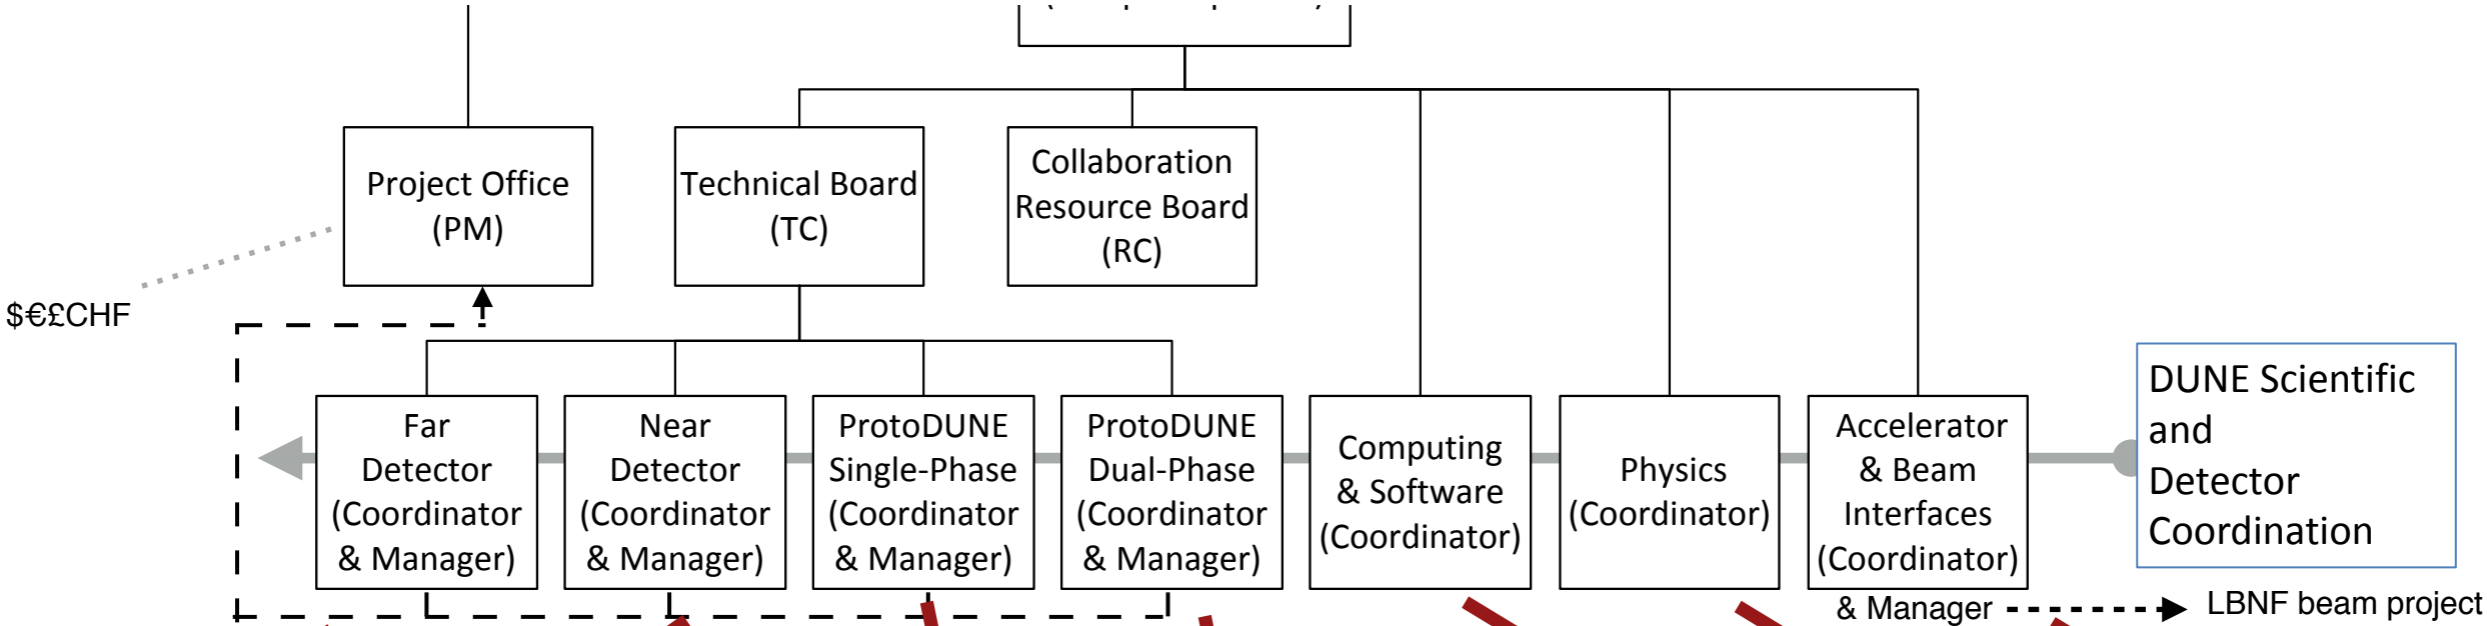 Project Office
(PM)
Technical Board
(TC)
Collaboration
Resource Board
(RC)
$€£CHF
Far
Detector
(Coordinator
& Manager)
Near
Detector
(Coordinator
& Manager)
ProtoDUNE
Single-Phase
(Coordinator
& Manager)
ProtoDUNE
Dual-Phase
(Coordinator
& Manager)
Computing
& Software
(Coordinator)
Physics
(Coordinator)
Accelerator
& Beam
Interfaces
(Coordinator)
& Manager
DUNE Scientific
and
Detector
Coordination
LBNF beam project